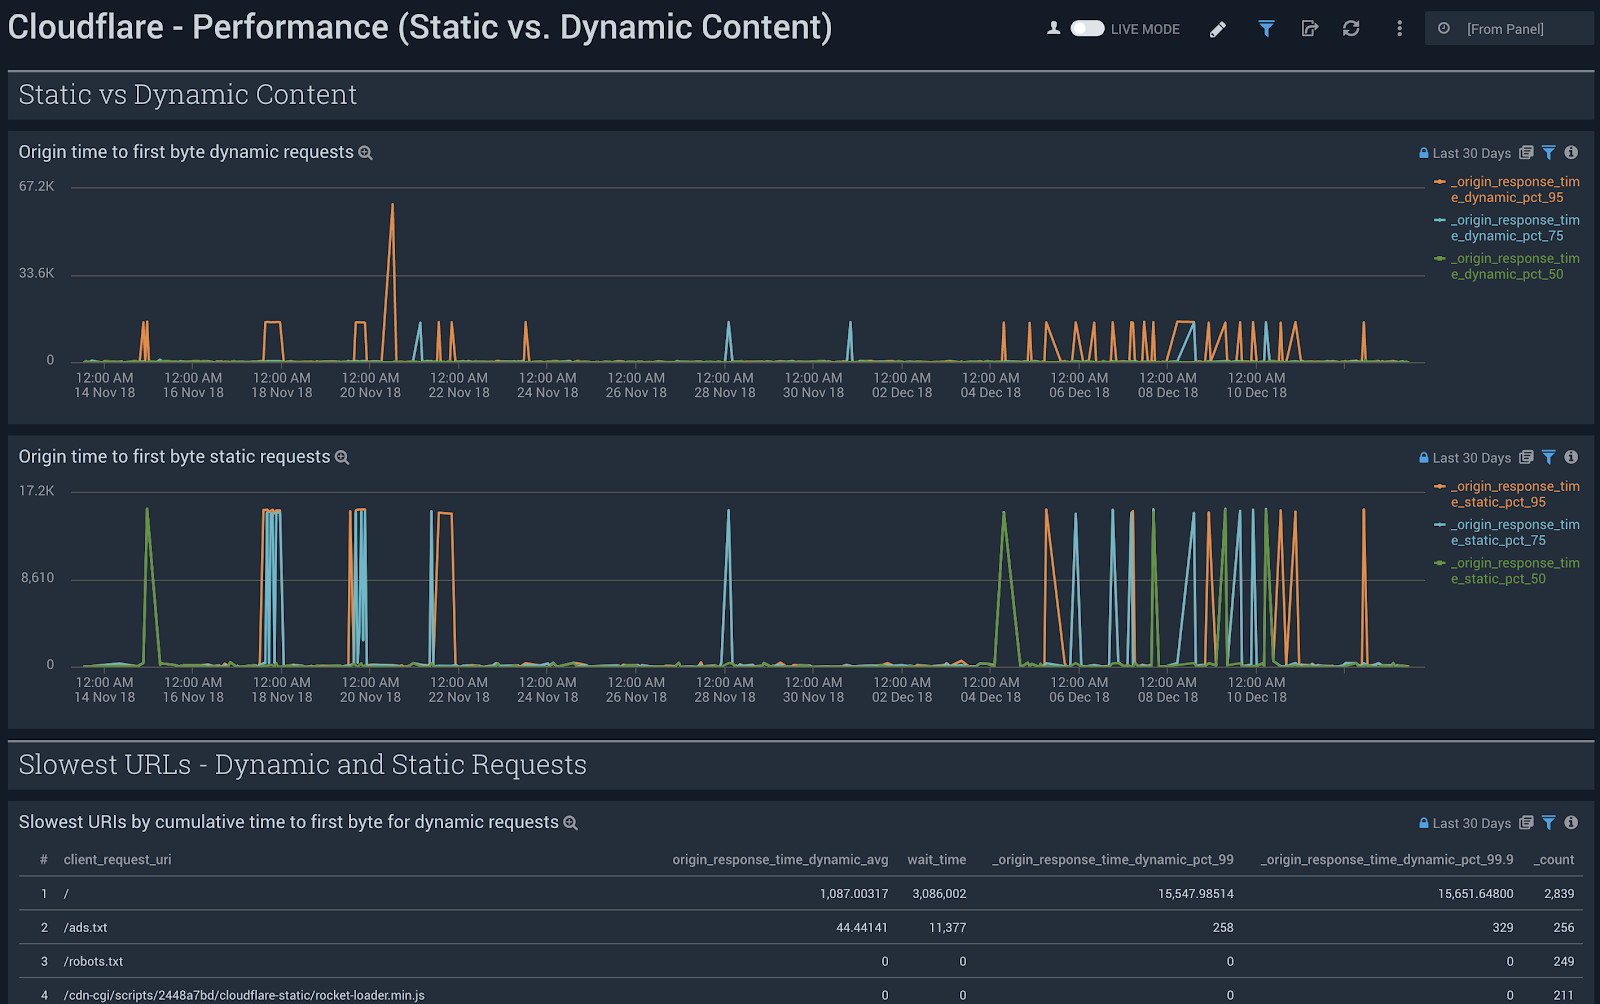 Cloudflare - Performance (Static vs. Dynamic Content)
LIVE MODE
[From Panel]
Static vs Dynamic Content
Origin time to first byte dynamic requests
Last 30 Days
67.2K
33.6K
0
12:00 AM 12:00 AM 12:00 AM 12:00 AM 12:00 AM 12:00 AM 12:00 AM 12:00 AM 12:00 AM 12:00 AM 12:00 AM 12:00 AM 12:00 AM 12:00 AM
14 Nov 18 16 Nov 18 18 Nov 18 20 Nov 18 22 Nov 18 24 Nov 18 26 Nov 18 28 Nov 18 30 Nov 18 02 Dec 18 04 Dec 18 06 Dec 18 08 Dec 18 10 Dec 18
_origin_response_tim
e_dynamic_pct_95
_origin_response_tim
e_dynamic_pct_75
_origin_response_tim
e_dynamic_pct_50
Origin time to first byte static requests
Last 30 Days
17.2K
8,610
0
12:00 AM 12:00 AM 12:00 AM 12:00 AM 12:00 AM 12:00 AM 12:00 AM 12:00 AM 12:00 AM 12:00 AM 12:00 AM 12:00 AM 12:00 AM 12:00 AM
14 Nov 18 16 Nov 18 18 Nov 18 20 Nov 18 22 Nov 18 24 Nov 18 26 Nov 18 28 Nov 18 30 Nov 18 02 Dec 18 04 Dec 18 06 Dec 18 08 Dec 18 10 Dec 18
_origin_response_tim
e_static_pct_95
_origin_response_tim
e_static_pct_75
_origin_response_tim
e_static_pct_50
Slowest URLs - Dynamic and Static Requests
Slowest URIs by cumulative time to first byte for dynamic requests
Last 30 Days
# client_request_uri origin_response_time_dynamic_avg wait_time _origin_response_time_dynamic_pct_99 _origin_response_time_dynamic_pct_99.9 _count
1 / 1,087.00317 3,086,002 15,547.98514 15,651.64800 2,839
2 /ads.txt 44.44141 11,377 258 329 256
3 /robots.txt 0 0 0 0 249
4 /cdn-cgi/scripts/2448a7bd/cloudflare-static/rocket-loader.min.js 0 0 0 0 211